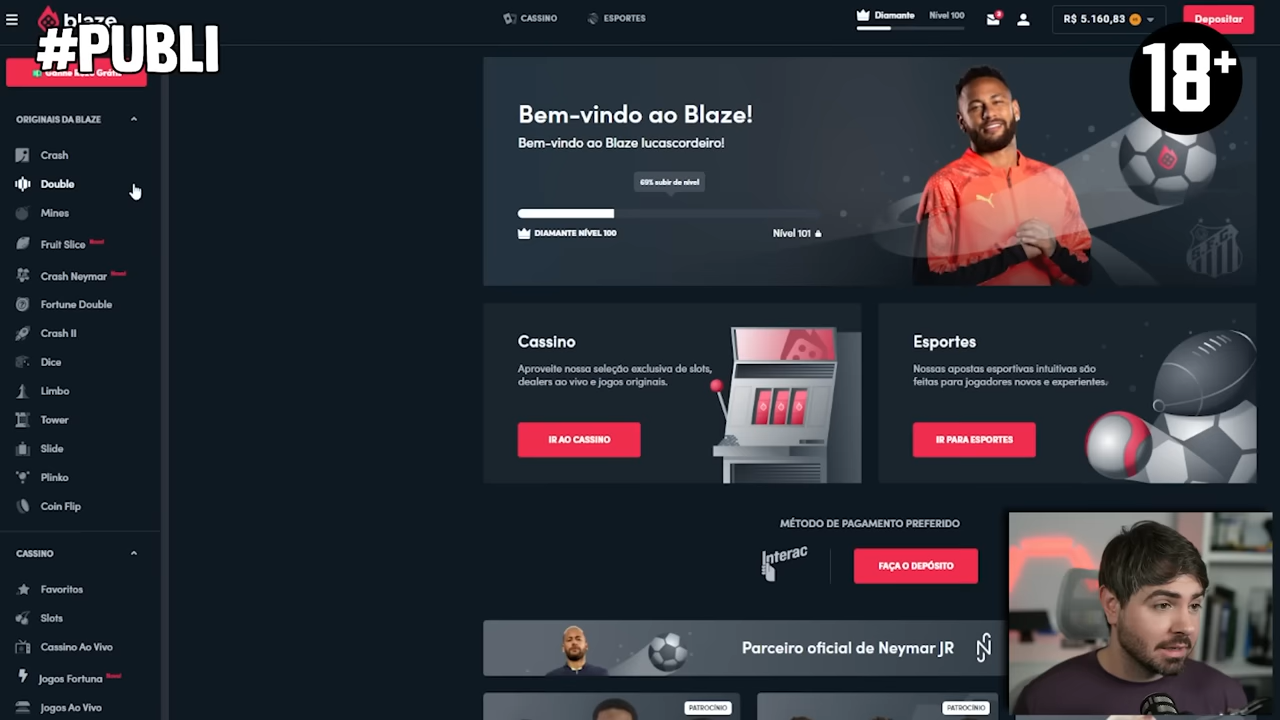 blaze
#PUBLI
CASSINO
ESPORTES
Diamante
Nível 100
R$ 5.160,83
Depositar
18+
ORIGINAIS DA BLAZE
Crash
Double
Mines
Fruit Slice
Crash Neymar
Fortune Double
Crash II
Dice
Limbo
Tower
Slide
Plinko
Coin Flip
CASSINO
Favoritos
Slots
Cassino Ao Vivo
Jogos Fortuna
Jogos Ao Vivo
Bem-vindo ao Blaze!
Bem-vindo ao Blaze lucascordeiro!
69% subir de nível
DIAMANTE NÍVEL 100
Nível 101
Cassino
Aproveite nossa seleção exclusiva de slots,
dealers ao vivo e jogos originais.
IR AO CASSINO
Esportes
Nossas apostas esportivas intuitivas são
feitas para jogadores novos e experientes.
IR PARA ESPORTES
MÉTODO DE PAGAMENTO PREFERIDO
Interac
FAÇA O DEPÓSITO
Parceiro oficial de Neymar JR
PATROCÍNIO
PATROCÍNIO